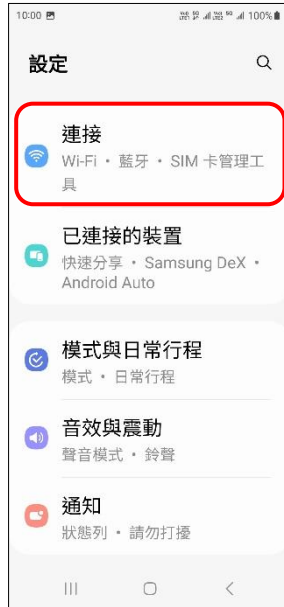 10:00
100%
設定
連接
Wi-Fi • 藍牙 • SIM 卡管理工
具
已連接的裝置
快速分享 • Samsung DeX •
Android Auto
模式與日常行程
模式 • 日常行程
音效與震動
聲音模式 • 鈴聲
通知
狀態列 • 請勿打擾